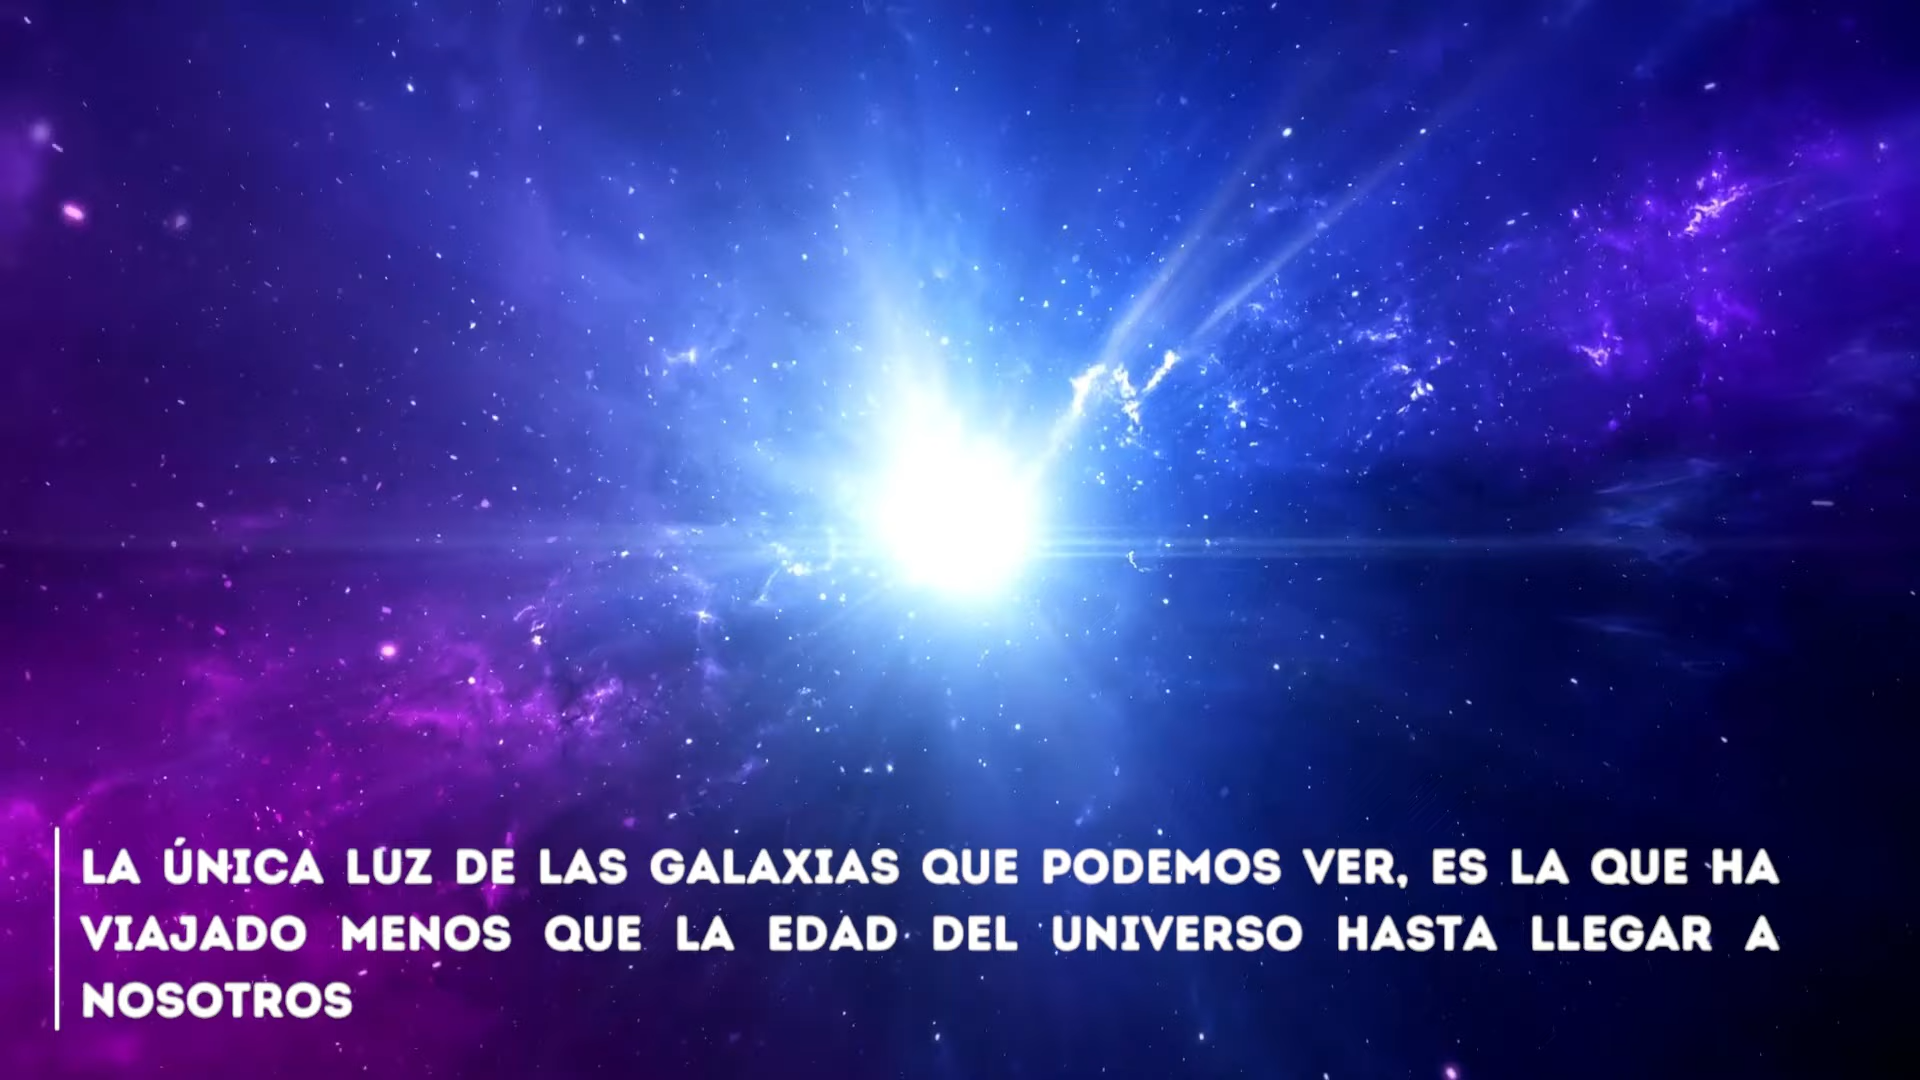 LA ÚNICA LUZ DE LAS GALAXIAS QUE PODEMOS VER, ES LA QUE HA
VIAJADO MENOS QUE LA EDAD DEL UNIVERSO HASTA LLEGAR A
NOSOTROS